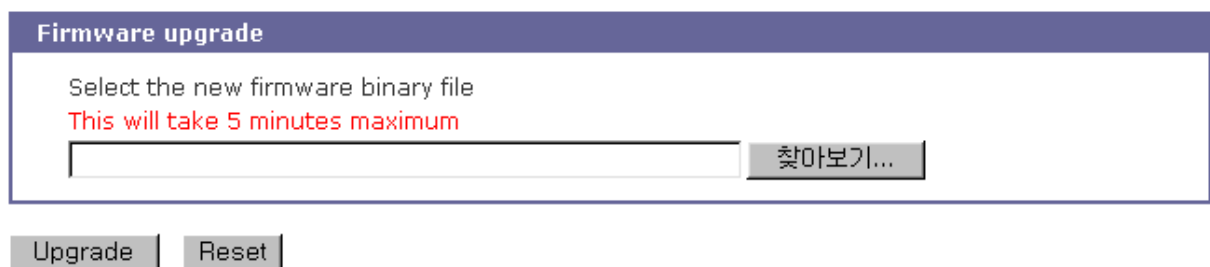 Firmware upgrade
Select the new firmware binary file
This will take 5 minutes maximum
찾아보기...
Upgrade Reset